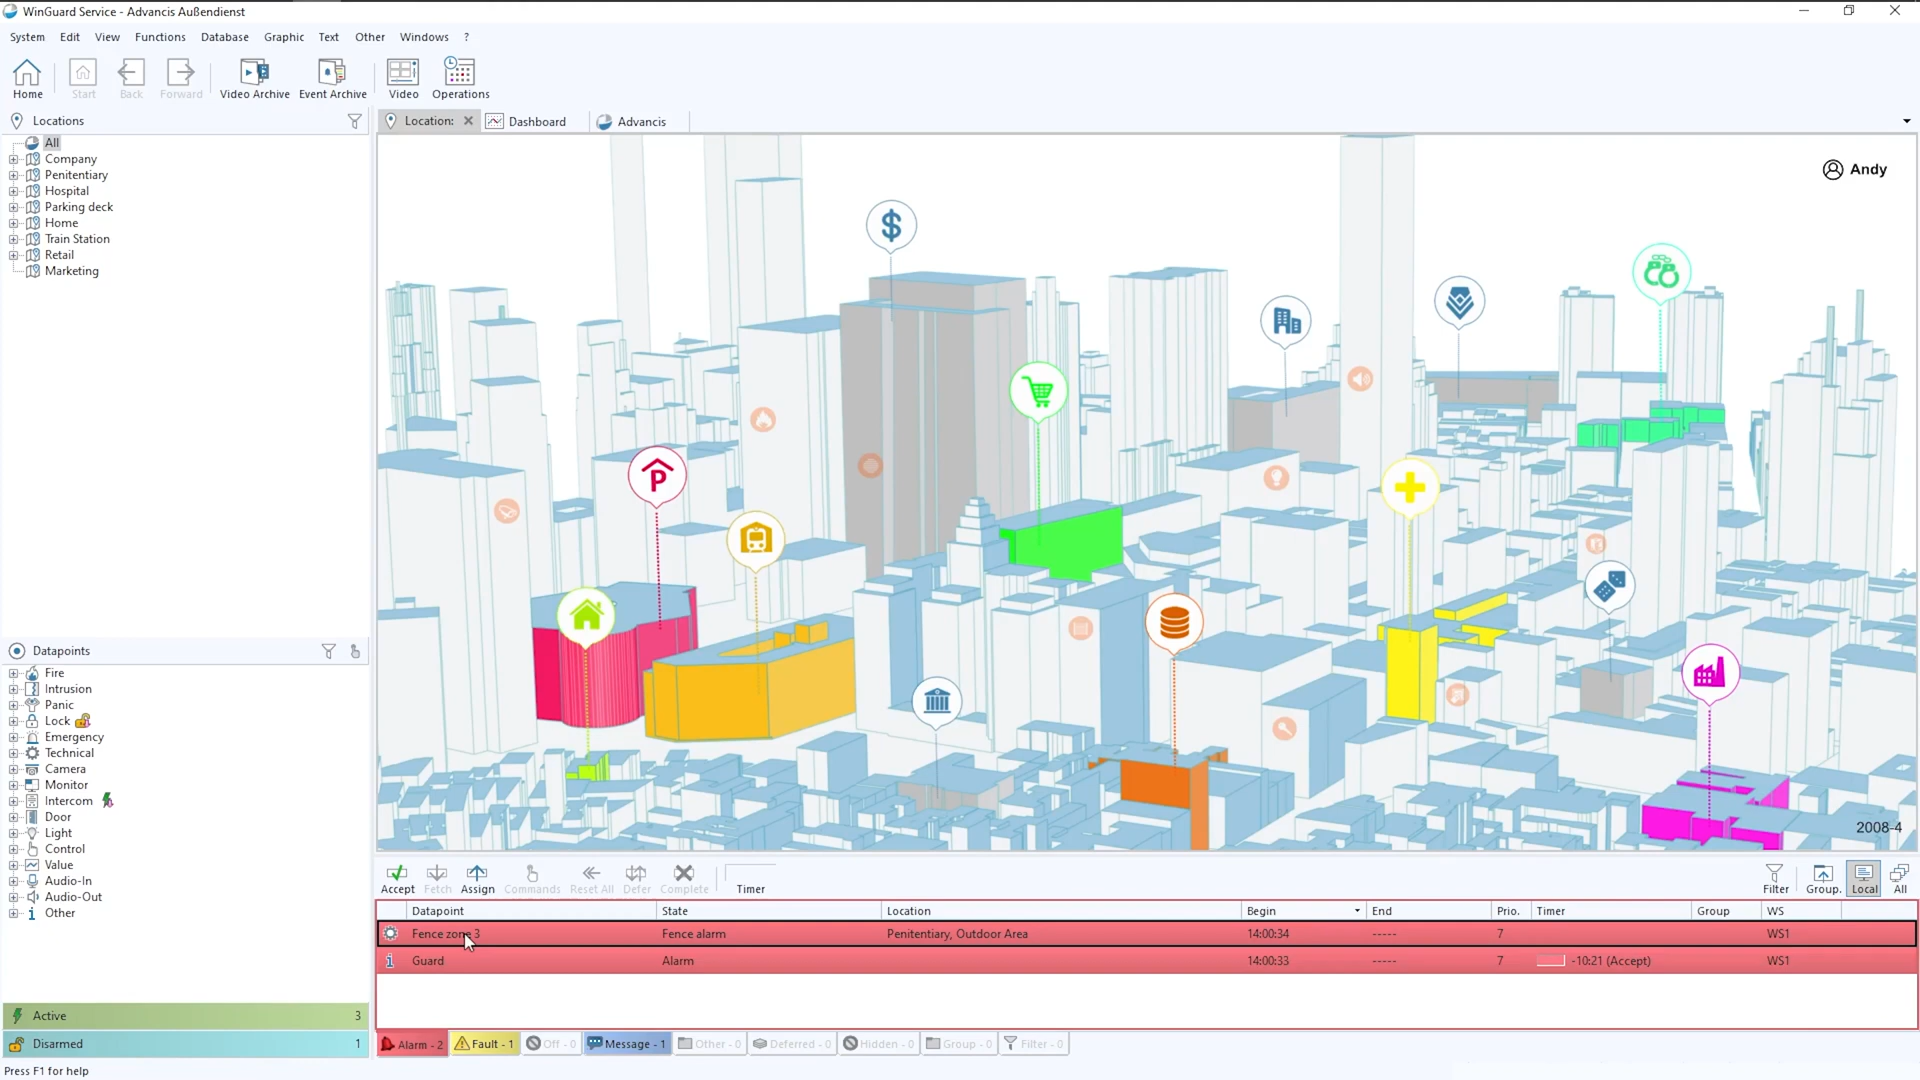 WinGuard Service - Advancis Außendienst
System Edit View Functions Database Graphic Text Other Windows ?
Home Start Back Forward Video Archive Event Archive Video Operations
Locations
All
Company
Penitentiary
Hospital
Parking deck
Home
Train Station
Retail
Marketing
Location: Dashboard Advancis
Andy
$
P
2008-4
Datapoints
Fire
Intrusion
Panic
Lock
Emergency
Technical
Camera
Monitor
Intercom
Door
Light
Control
Value
Audio-In
Audio-Out
Other
Active 3
Disarmed 1
Accept Fetch Assign Commands Reset All Defer Complete Timer Filter Group. Local All
Datapoint State Location Begin End Prio. Timer Group WS
Fence zone 3 Fence alarm Penitentiary, Outdoor Area 14:00:34 ----- 7 WS1
Guard Alarm 14:00:33 ----- 7 -10:21 (Accept) WS1
Alarm - 2 Fault - 1 Off - 0 Message - 1 Other - 0 Deferred - 0 Hidden - 0 Group - 0 Filter - 0
Press F1 for help